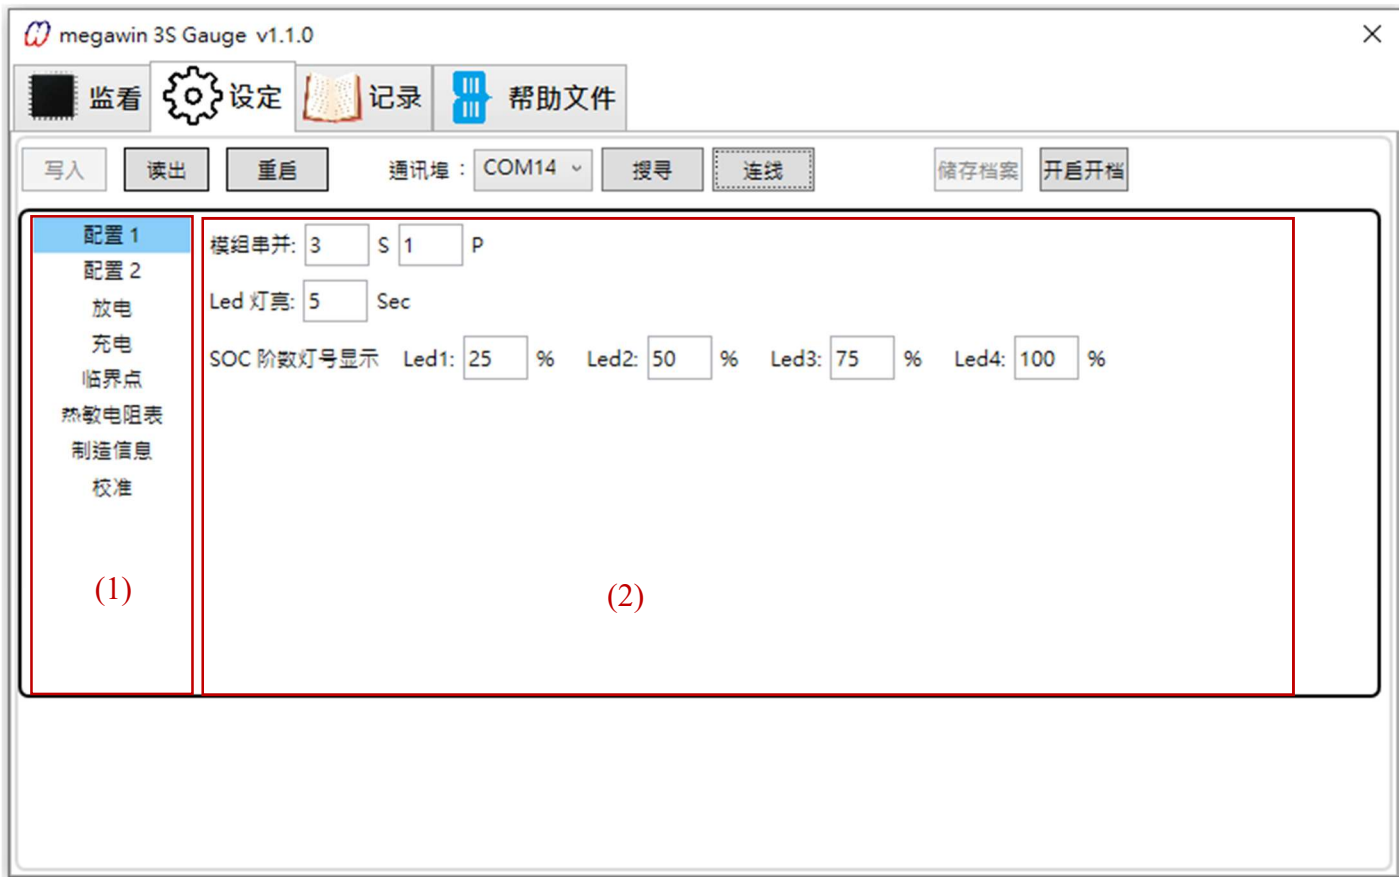 megawin 3S Gauge v1.1.0
监看 设定 记录 帮助文件
写入 读出 重启 通讯埠： COM14 搜寻 连线 储存档案 开启开档
配置 1
配置 2
放电
充电
临界点
热敏电阻表
制造信息
校准
(1)
模组串并: 3 S 1 P
Led 灯亮: 5 Sec
SOC 阶数灯号显示 Led1: 25 % Led2: 50 % Led3: 75 % Led4: 100 %
(2)